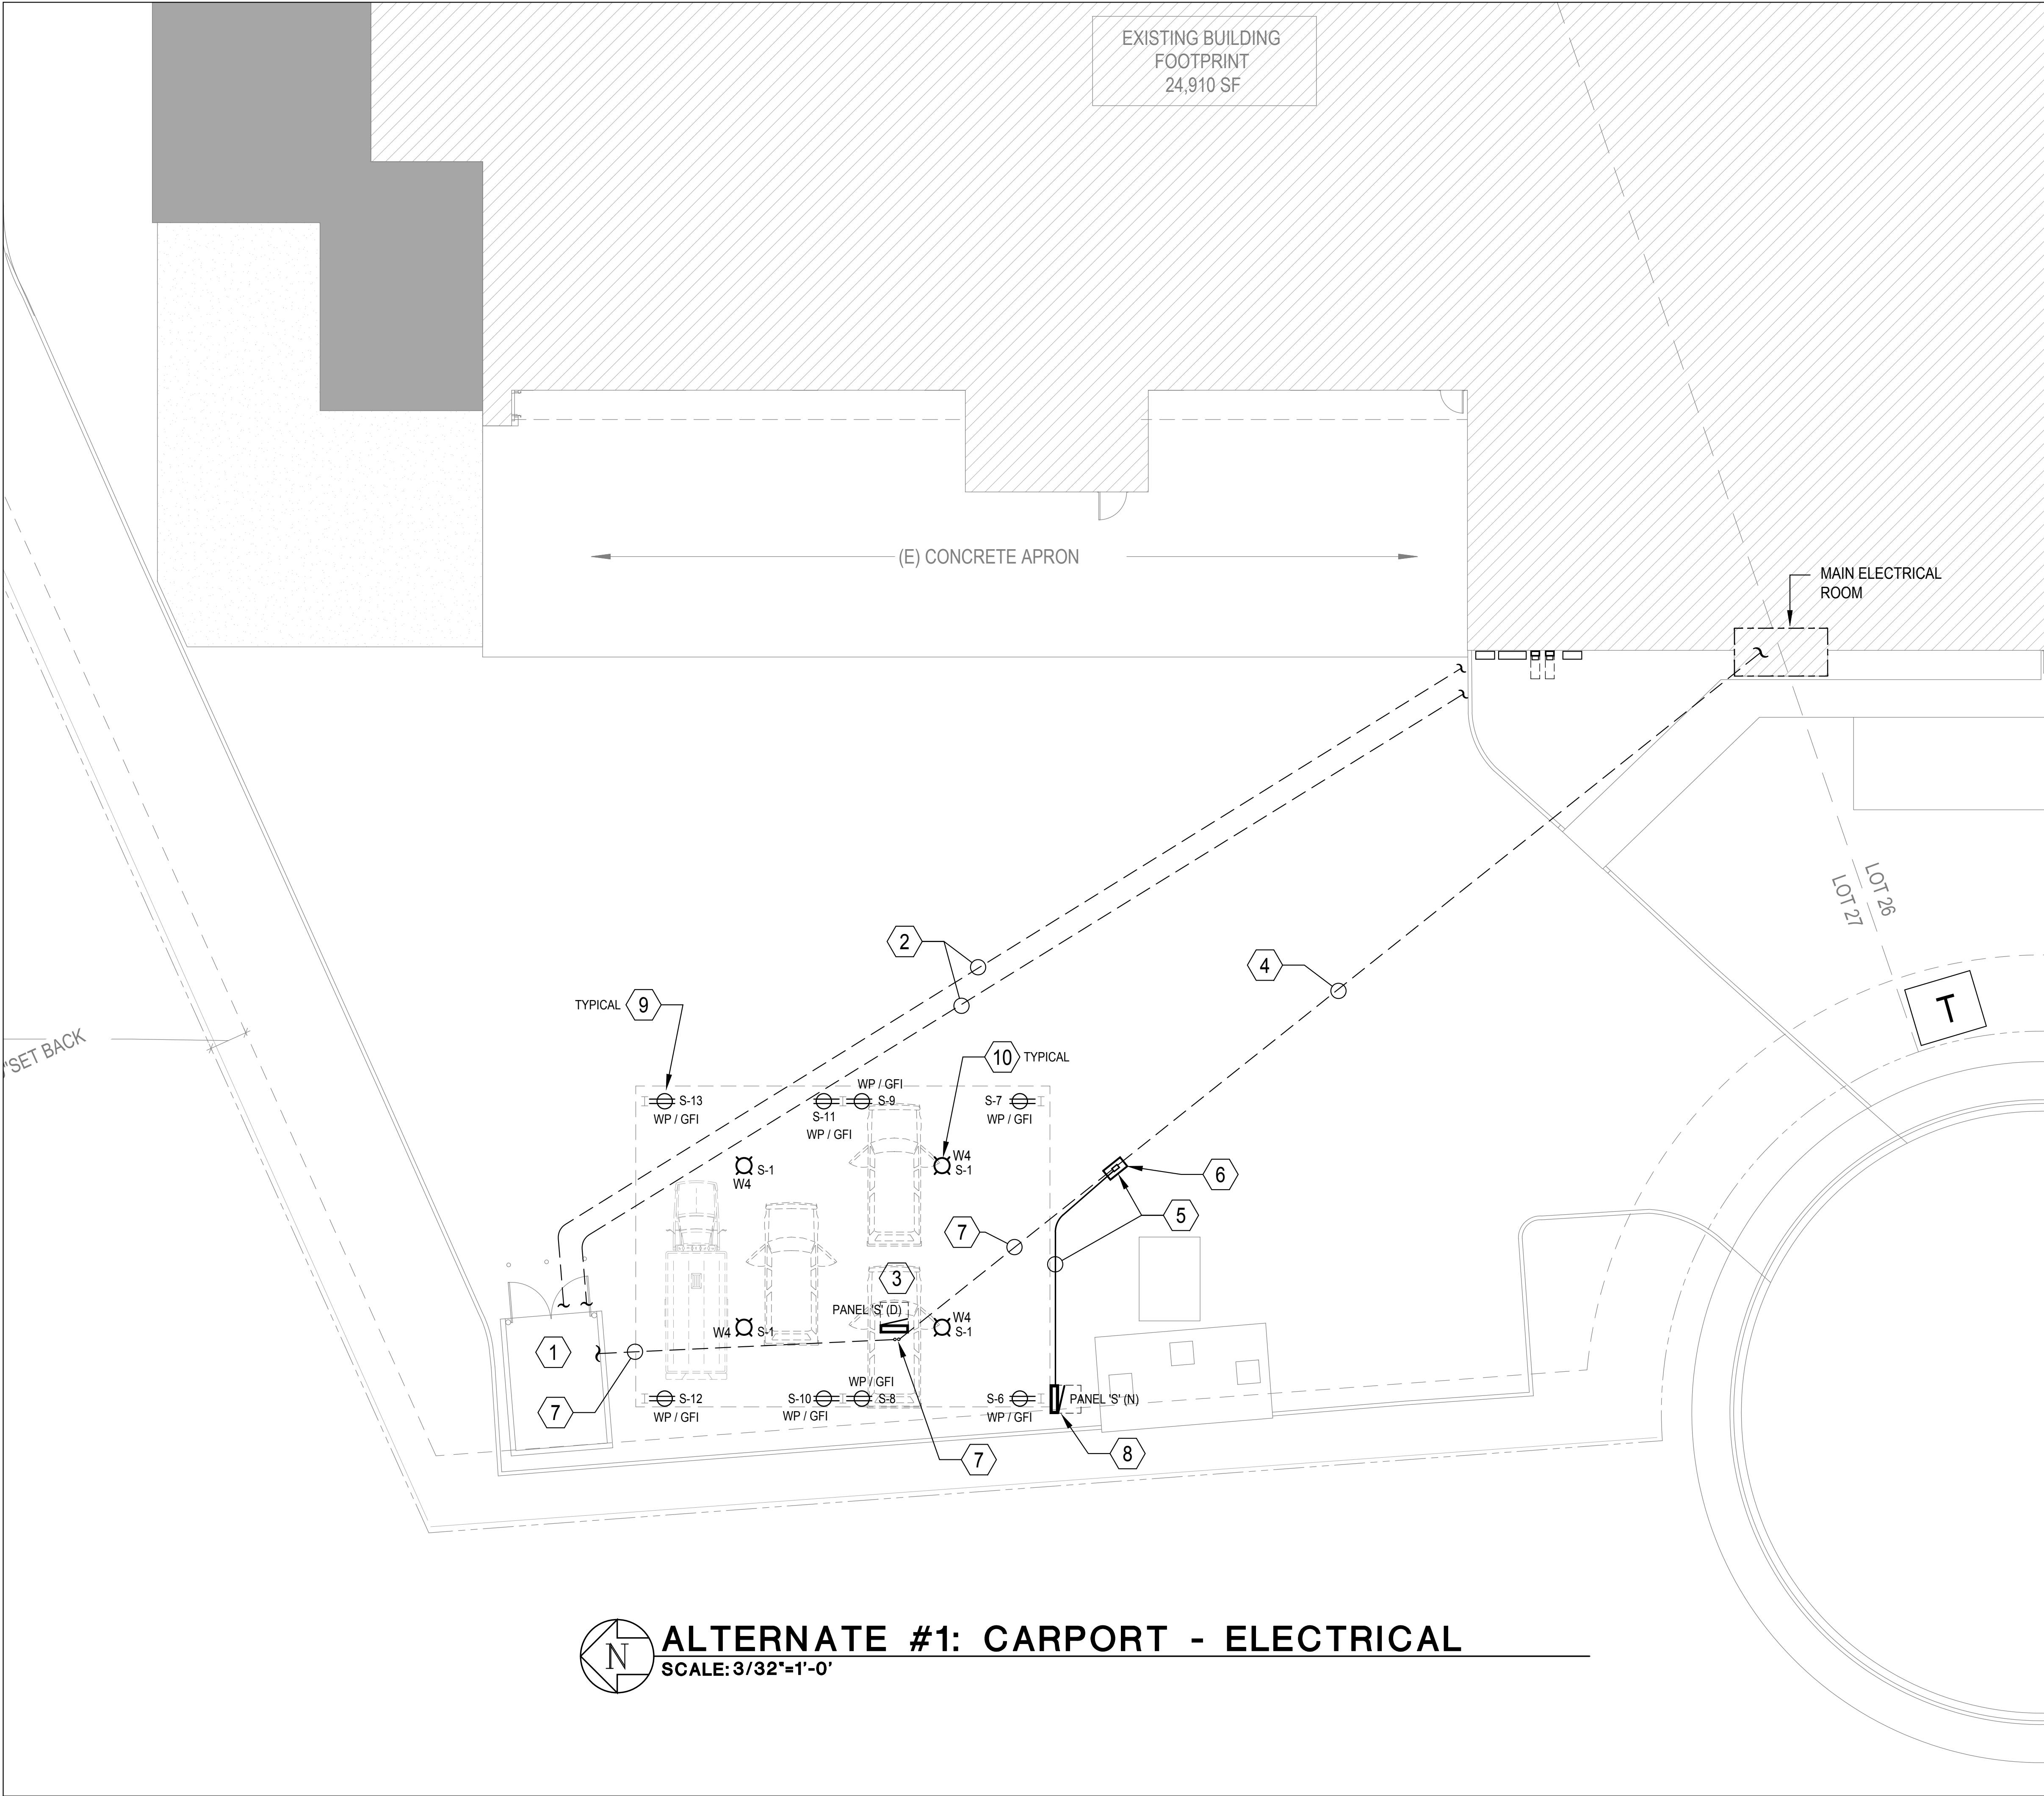 EXISTING BUILDING
FOOTPRINT
24,910 SF
(E) CONCRETE APRON
MAIN ELECTRICAL
ROOM
LOT 26
LOT 27
T
2
4
TYPICAL 9
10 TYPICAL
'SET BACK
WP / GFI
S-13
S-9
S-7
WP / GFI
S-11
WP / GFI
WP / GFI
W4
S-1
S-1
W4
6
5
7
3
PANEL 'S' (D)
W4
W4 S-1
S-1
1
WP / GFI
S-12
S-10
S-8
S-6
PANEL 'S' (N)
7
WP / GFI
WP / GFI
WP / GFI
7
8
N
ALTERNATE #1: CARPORT - ELECTRICAL
SCALE: 3/32"=1'-0'